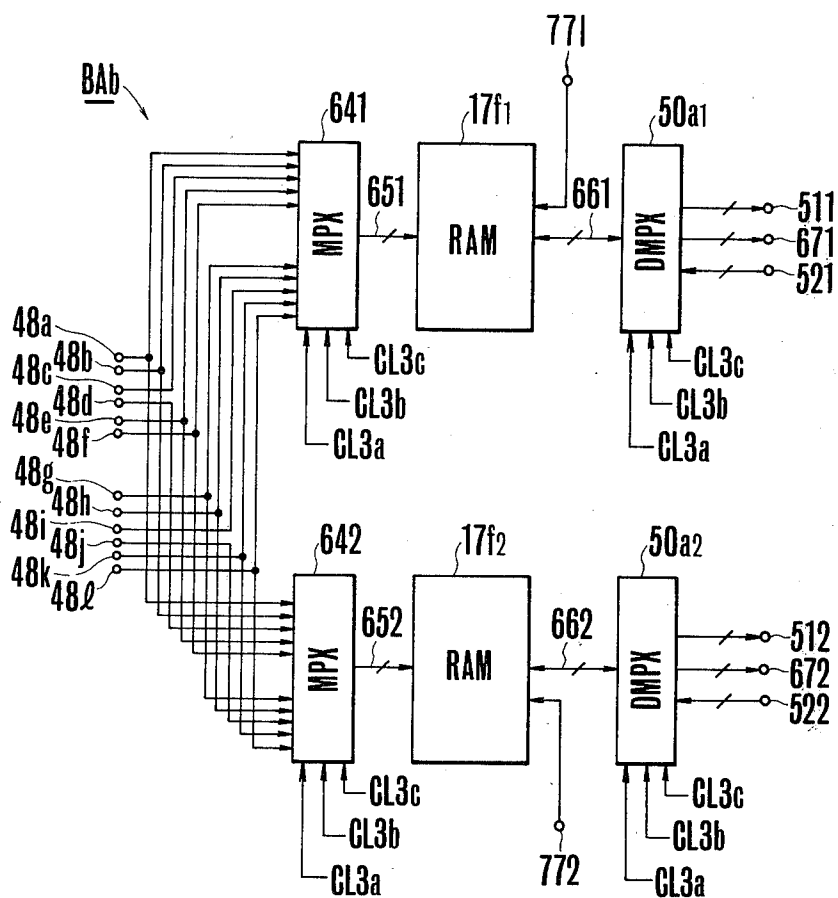 BAb
771
641
17f1
50a1
MPX
651
RAM
661
DMPX
511
671
521
CL3c
CL3b
CL3a
CL3c
CL3b
CL3a
48a
48b
48c
48d
48e
48f
48g
48h
48i
48j
48k
48ℓ
642
17f2
50a2
MPX
652
RAM
662
DMPX
512
672
522
CL3c
CL3b
CL3a
772
CL3c
CL3b
CL3a